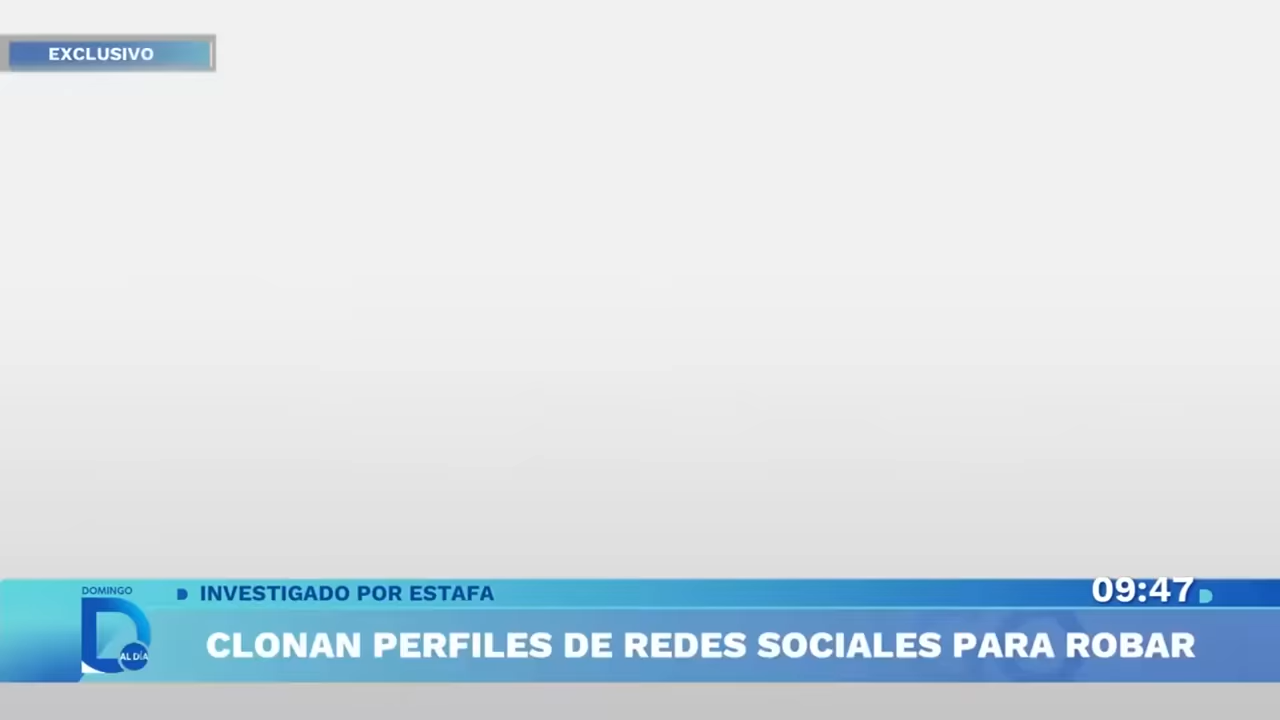 EXCLUSIVO
DOMINGO
AL DÍA
INVESTIGADO POR ESTAFA
09:47
CLONAN PERFILES DE REDES SOCIALES PARA ROBAR